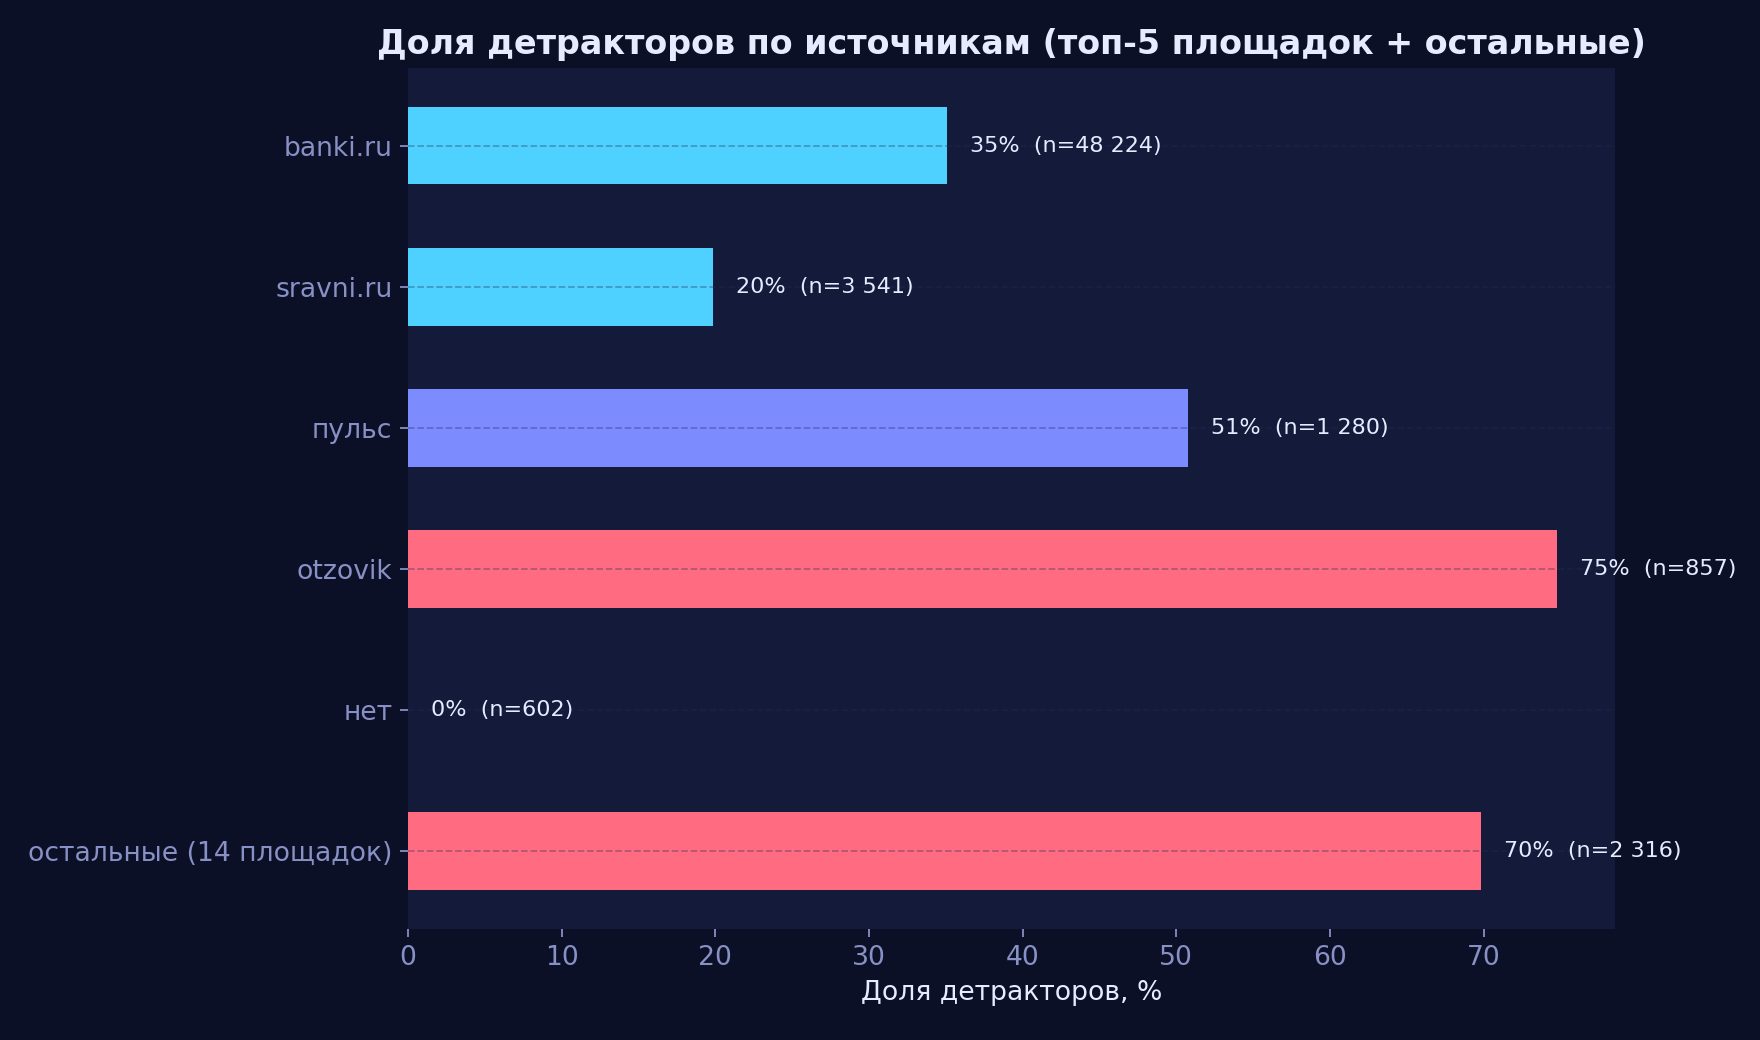 Доля детракторов по источникам (топ-5 площадок + остальные)
banki.ru
35% (n=48 224)
sravni.ru
20% (n=3 541)
пульс
51% (n=1 280)
otzovik
75% (n=857)
нет
0% (n=602)
остальные (14 площадок)
70% (n=2 316)
0 10 20 30 40 50 60 70
Доля детракторов, %